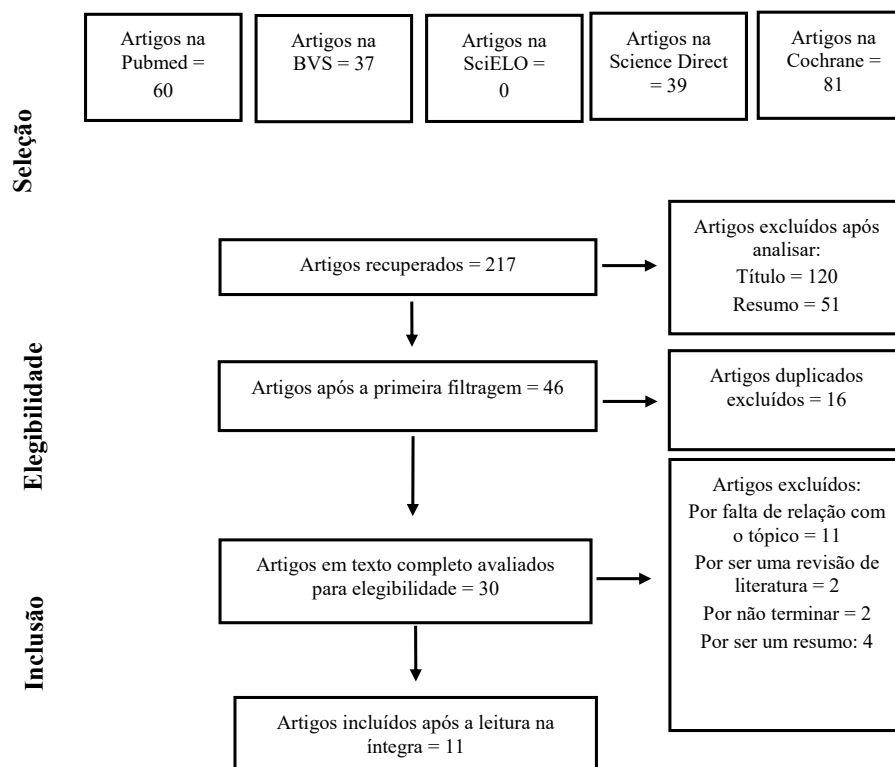 Artigos na
Pubmed =
60
Artigos na
BVS = 37
Artigos na
SciELO =
0
Artigos na
Science Direct
= 39
Artigos na
Cochrane =
81
Seleção
Artigos recuperados = 217
Artigos excluídos após
analisar:
Título = 120
Resumo = 51
Elegibilidade
Artigos após a primeira filtragem = 46
Artigos duplicados
excluídos = 16
Artigos em texto completo avaliados
para elegibilidade = 30
Artigos excluídos:
Por falta de relação com
o tópico = 11
Por ser uma revisão de
literatura = 2
Por não terminar = 2
Por ser um resumo: 4
Inclusão
Artigos incluídos após a leitura na
íntegra = 11